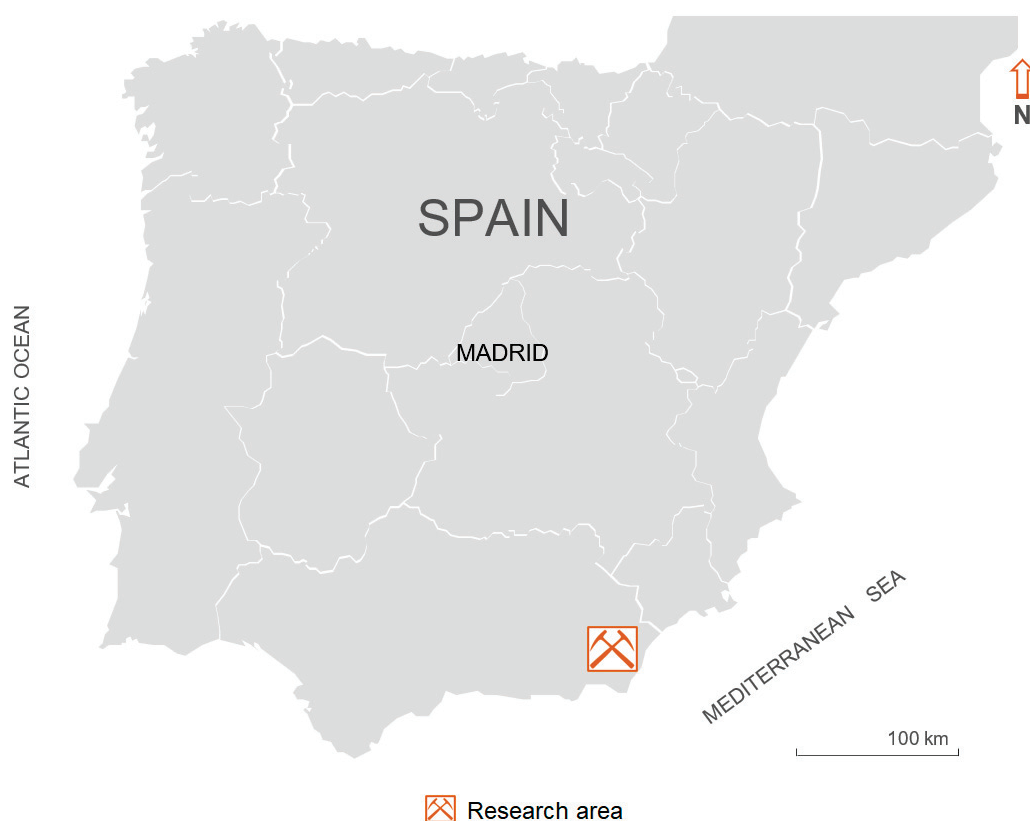 N
SPAIN
MADRID
ATLANTIC OCEAN
MEDITERRANEAN SEA
100 km
Research area